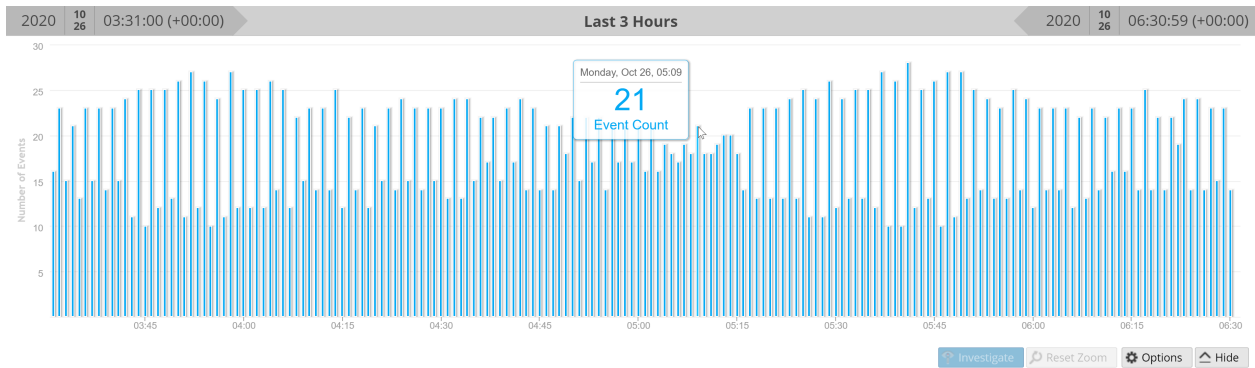 2020 10 26 03:31:00 (+00:00) Last 3 Hours 2020 10 26 06:30:59 (+00:00)
30
25
20
15
10
5
Number of Events
Monday, Oct 26, 05:09
21
Event Count
03:45 04:00 04:15 04:30 04:45 05:00 05:15 05:30 05:45 06:00 06:15 06:30
Investigate Reset Zoom Options Hide